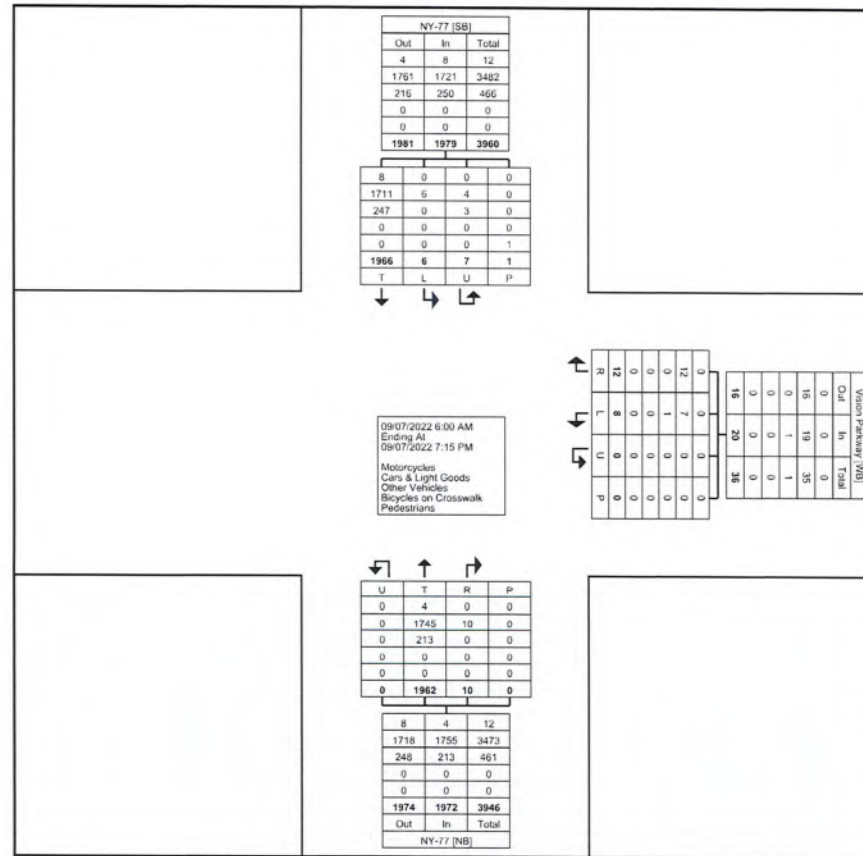 NY-77 [SB]
Out In Total
4 8 12
1761 1721 3482
216 250 466
0 0 0
0 0 0
1981 1979 3960
8 0 0 0
1711 6 4 0
247 0 3 0
0 0 0 0
0 0 0 1
1966 6 7 1
T L U P
Vision Parkway [WB]
Out In Total
0 0 0
16 19 35
0 1 1
0 0 0
0 0 0
16 20 36
0 0 0 0
12 7 0 0
0 1 0 0
0 0 0 0
0 0 0 0
12 8 0 0
R L U P
09/07/2022 6:00 AM
Ending At
09/07/2022 7:15 PM
Motorcycles
Cars & Light Goods
Other Vehicles
Bicycles on Crosswalk
Pedestrians
U T R P
0 4 0 0
0 1745 10 0
0 213 0 0
0 0 0 0
0 0 0 0
0 1962 10 0
8 4 12
1718 1755 3473
248 213 461
0 0 0
0 0 0
1974 1972 3946
Out In Total
NY-77 [NB]